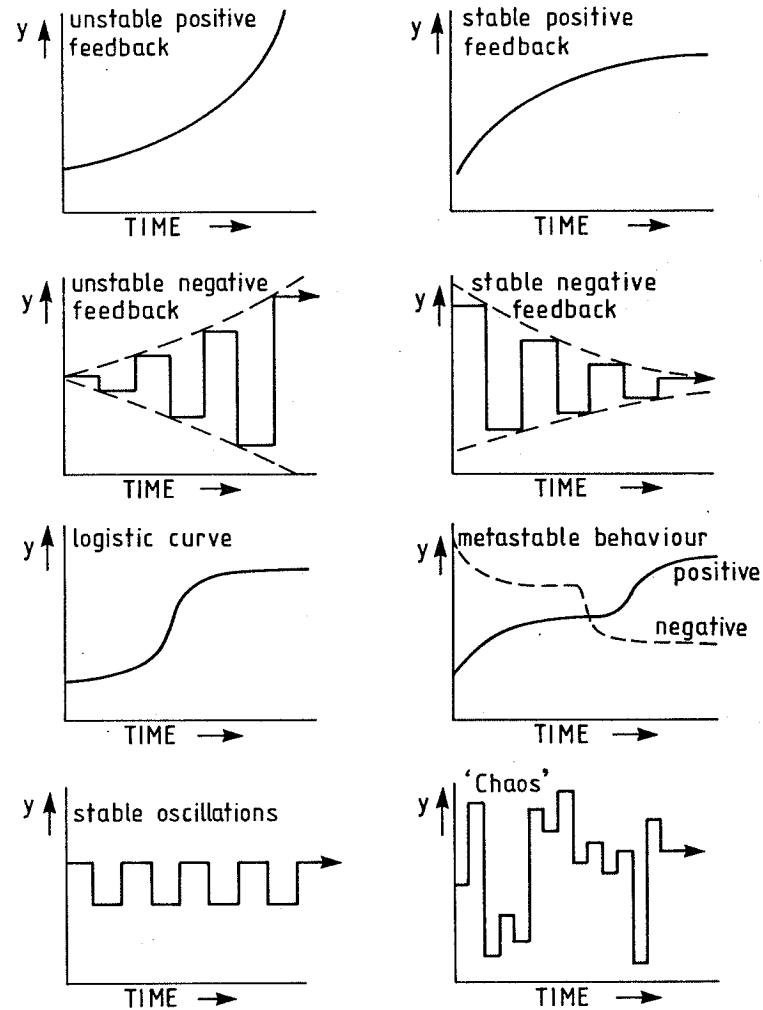 y
unstable positive
feedback
TIME
y
stable positive
feedback
TIME
y
unstable negative
feedback
TIME
y
stable negative
feedback
TIME
y
logistic curve
TIME
y
metastable behaviour
positive
negative
TIME
y
stable oscillations
TIME
y
'Chaos'
TIME